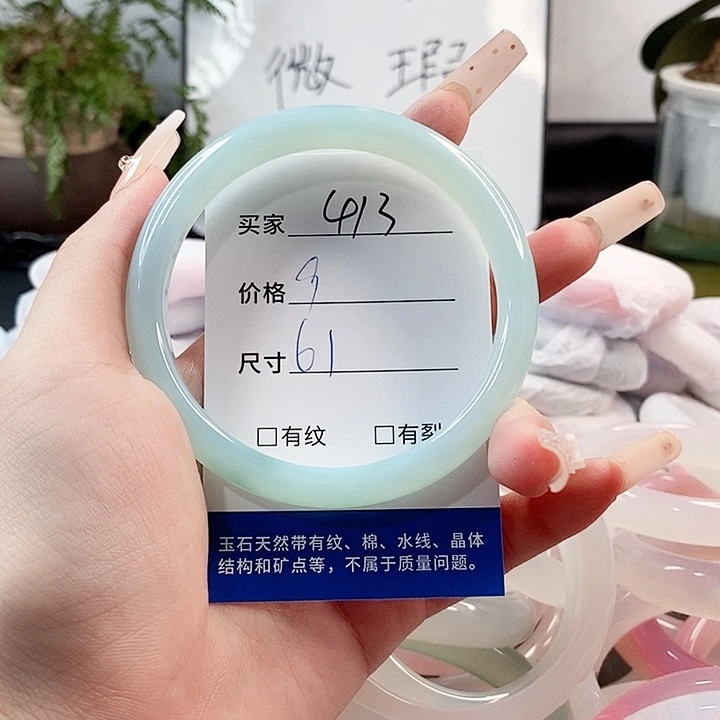 微瑕
买家 413
价格 9
尺寸 61
□有纹 □有裂
玉石天然带有纹、棉、水线、晶体
结构和矿点等，不属于质量问题。